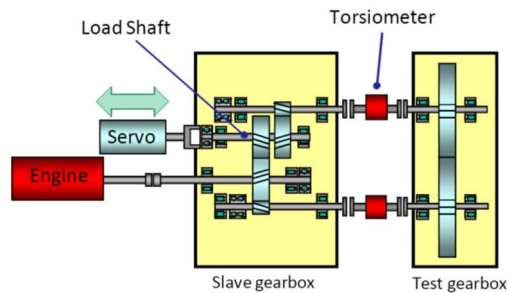 Torsiometer
Load Shaft
Servo
Engine
Slave gearbox
Test gearbox